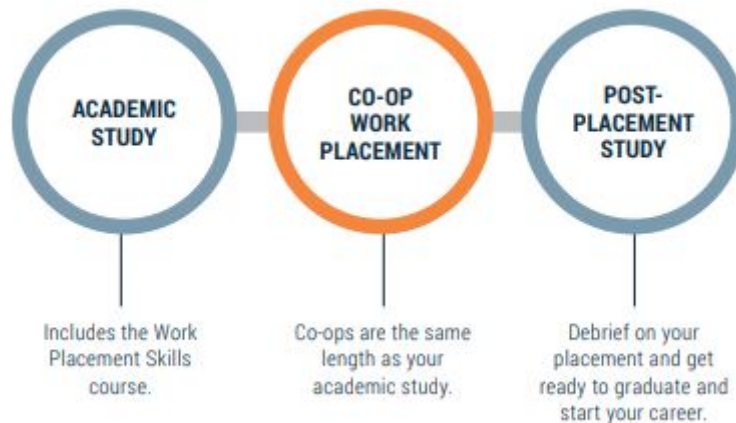 ACADEMIC
STUDY
CO-OP
WORK
PLACEMENT
POST-
PLACEMENT
STUDY
Includes the Work
Placement Skills
course.
Co-ops are the same
length as your
academic study.
Debrief on your
placement and get
ready to graduate and
start your career.